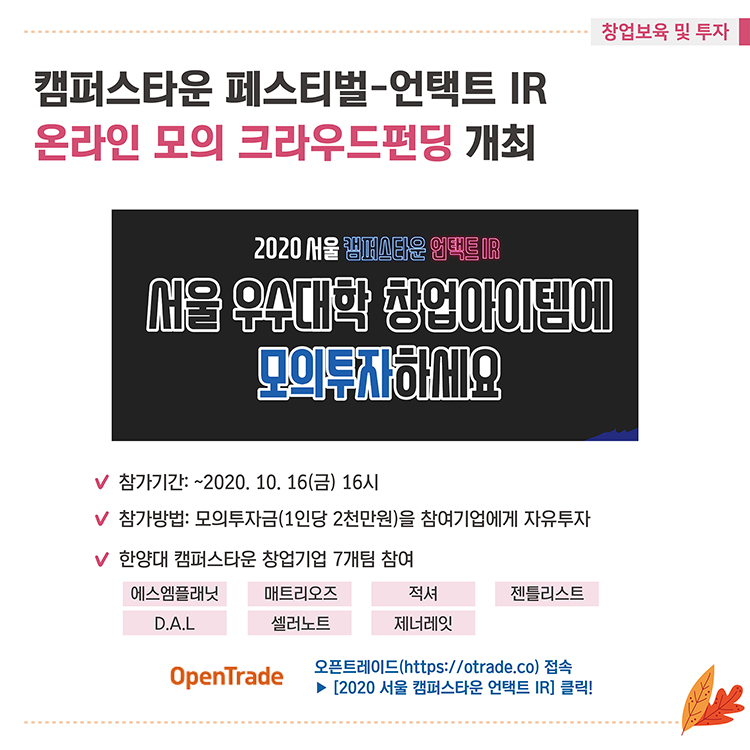 창업보육 및 투자
캠퍼스타운 페스티벌-언택트 IR
온라인 모의 크라우드펀딩 개최
2020 서울 캠퍼스타운 언택트 IR
서울 우수대학 창업아이템에
모의투자하세요
참가기간: ~2020. 10. 16(금) 16시
참가방법: 모의투자금(1인당 2천만원)을 참여기업에게 자유투자
한양대 캠퍼스타운 창업기업 7개팀 참여
에스엠플래닛 매트리오즈 적셔 젠틀리스트
D.A.L 셀러노트 제너레잇
OpenTrade
오픈트레이드(https://otrade.co) 접속
▶ [2020 서울 캠퍼스타운 언택트 IR] 클릭!